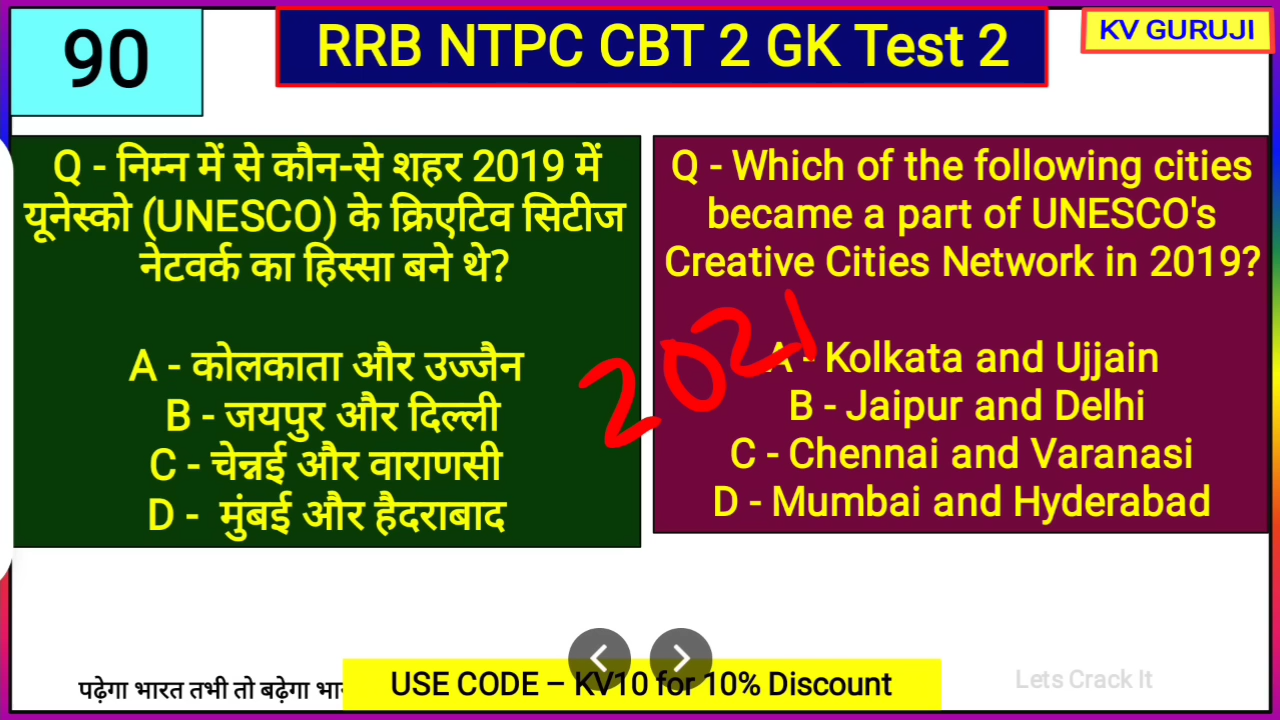 90
RRB NTPC CBT 2 GK Test 2
KV GURUJI
Q - निम्न में से कौन-से शहर 2019 में
यूनेस्को (UNESCO) के क्रिएटिव सिटीज
नेटवर्क का हिस्सा बने थे?
A - कोलकाता और उज्जैन
B - जयपुर और दिल्ली
C - चेन्नई और वाराणसी
D - मुंबई और हैदराबाद
Q - Which of the following cities
became a part of UNESCO's
Creative Cities Network in 2019?
A - Kolkata and Ujjain
B - Jaipur and Delhi
C - Chennai and Varanasi
D - Mumbai and Hyderabad
2021
पढ़ेगा भारत तभी तो बढ़ेगा
USE CODE – KV10 for 10% Discount
Lets Crack It